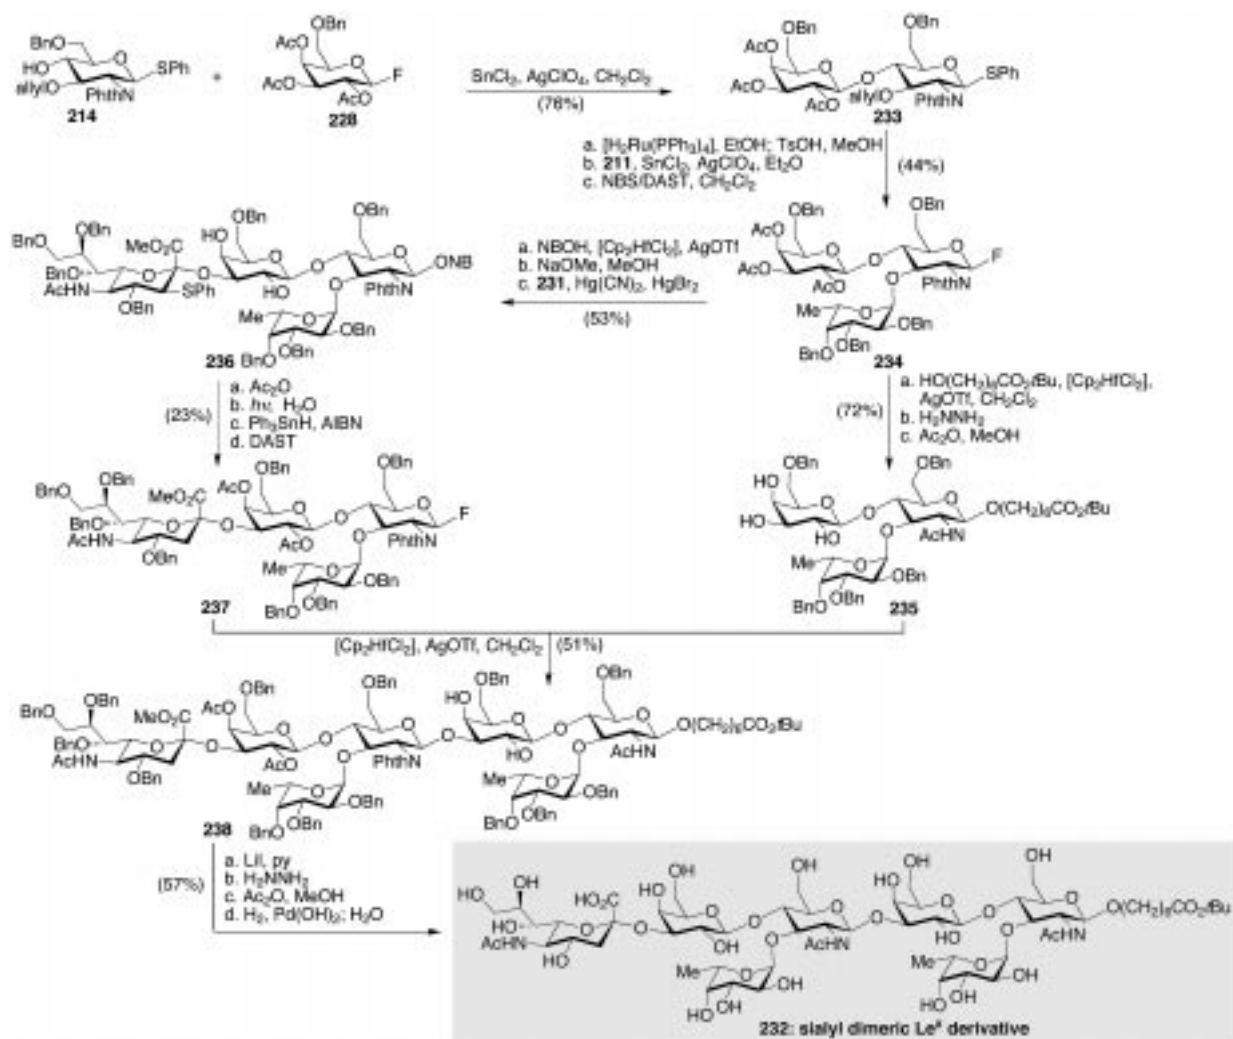 BnO
HO
allylO
O
SPh
PhthN
214
+
OBn
AcO
AcO
AcO
O
F
228
SnCl2, AgClO4, CH2Cl2
(76%)
OBn
AcO
AcO
AcO
O
O
OBn
O
allylO
SPh
PhthN
233
a. [H2Ru(PPh3)4], EtOH; TsOH, MeOH
b. 211, SnCl2, AgClO4, Et2O
c. NBS/DAST, CH2Cl2
(44%)
BnO
OBn
MeO2C
BnO
AcHN
OBn
SPh
O
HO
OBn
HO
O
OBn
PhthN
ONB
Me
O
OBn
OBn
BnO
236
a. NBOH, [Cp2HfCl2], AgOTf
b. NaOMe, MeOH
c. 231, Hg(CN)2, HgBr2
(53%)
OBn
AcO
AcO
AcO
O
OBn
O
F
PhthN
O
Me
O
OBn
OBn
BnO
234
(23%)
a. Ac2O
b. hν, H2O
c. Ph3SnH, AIBN
d. DAST
(72%)
a. HO(CH2)8CO2tBu, [Cp2HfCl2],
AgOTf, CH2Cl2
b. H2NNH2
c. Ac2O, MeOH
BnO
OBn
MeO2C
BnO
AcHN
OBn
O
AcO
OBn
AcO
O
OBn
PhthN
F
Me
O
OBn
OBn
BnO
237
OBn
HO
HO
HO
O
OBn
O
AcHN
O(CH2)8CO2tBu
Me
O
OBn
OBn
BnO
235
[Cp2HfCl2], AgOTf, CH2Cl2
(51%)
BnO
OBn
MeO2C
BnO
AcHN
OBn
O
AcO
OBn
AcO
O
OBn
PhthN
O
HO
OBn
HO
O
OBn
AcHN
O(CH2)8CO2tBu
Me
O
OBn
OBn
BnO
Me
O
OBn
OBn
BnO
238
(57%)
a. LiI, py
b. H2NNH2
c. Ac2O, MeOH
d. H2, Pd(OH)2; H2O
HO
OH
HO2C
HO
AcHN
HO
O
HO
OH
OH
O
OH
AcHN
O
HO
OH
HO
O
OH
AcHN
O(CH2)8CO2tBu
Me
O
OH
OH
HO
Me
O
OH
OH
HO
232: sialyl dimeric Lex derivative